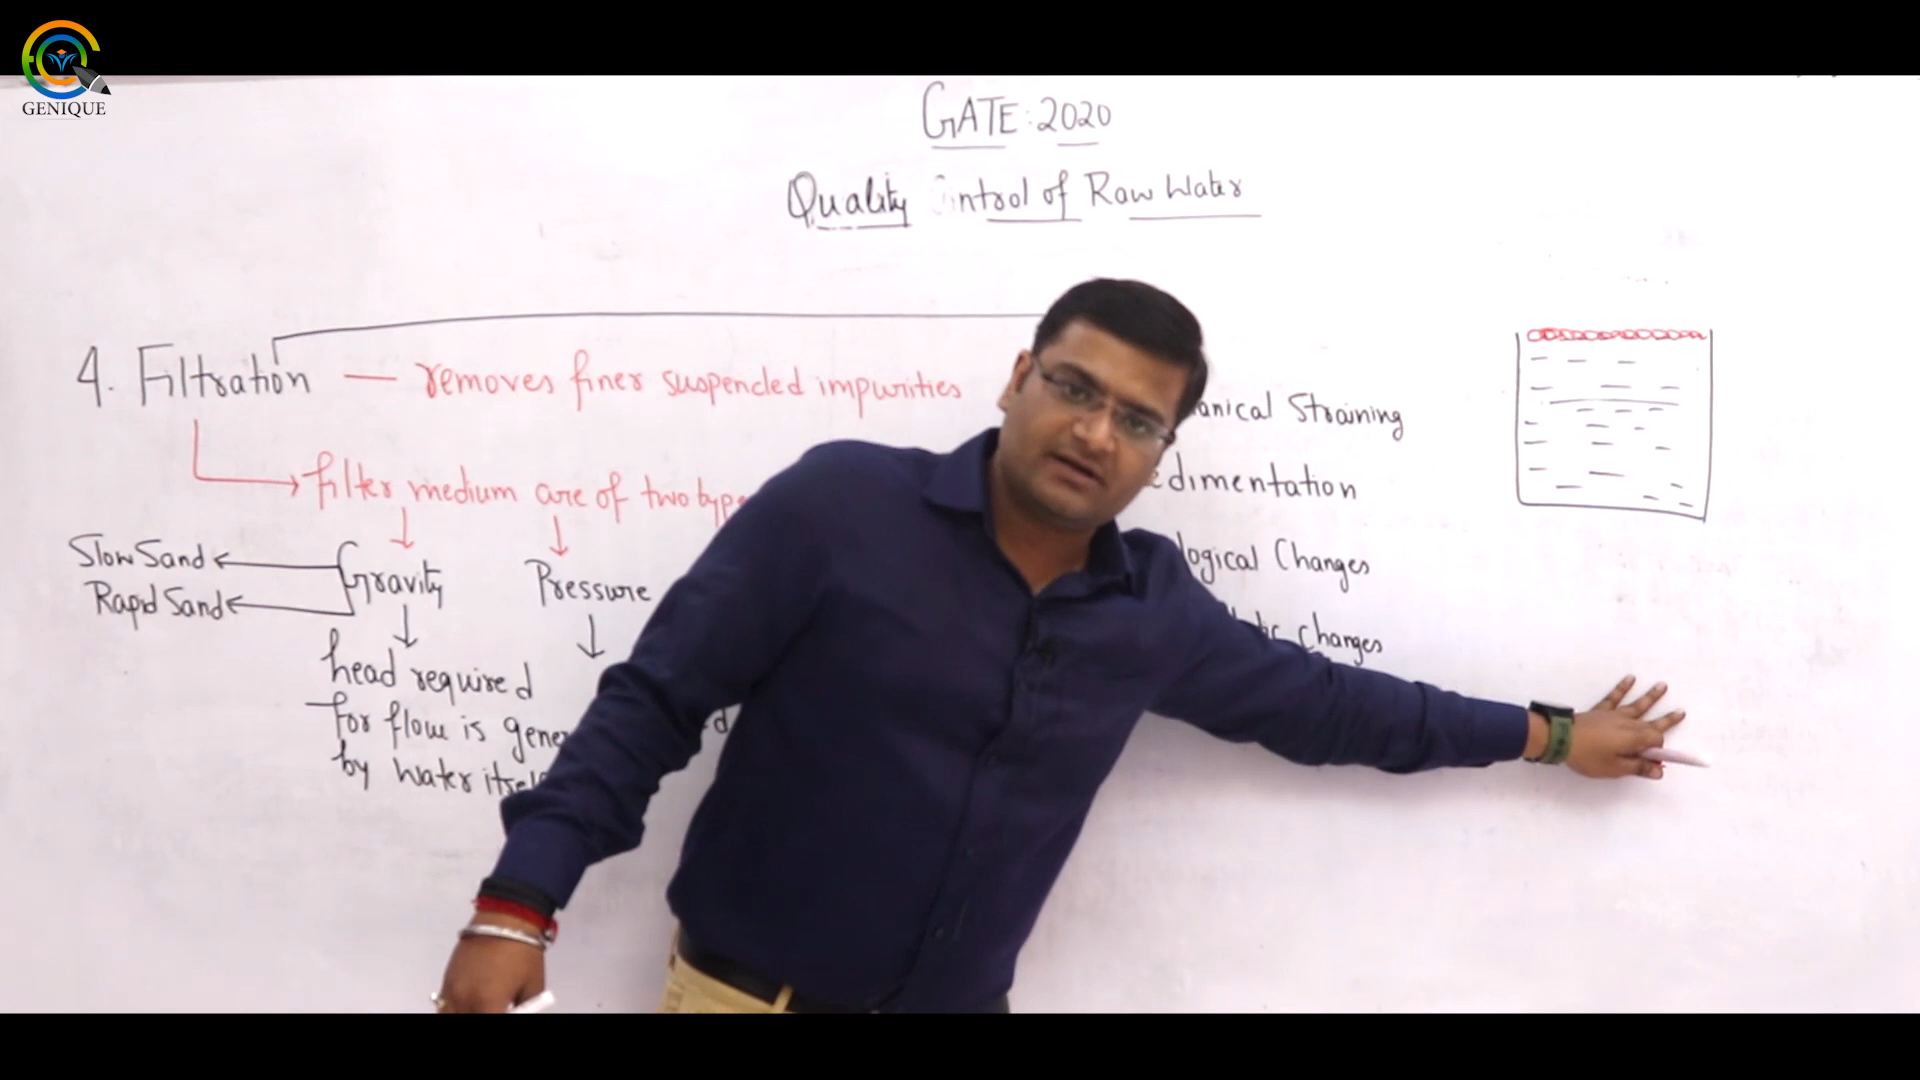 GENIQUE
GATE : 2020
Quality Control of Raw Water
4. Filtration — removes finer suspended impurities
filter medium are of two
Slow Sand
Rapid Sand
Gravity
Pressure
head required
for flow is
by water
Straining
Changes
Changes